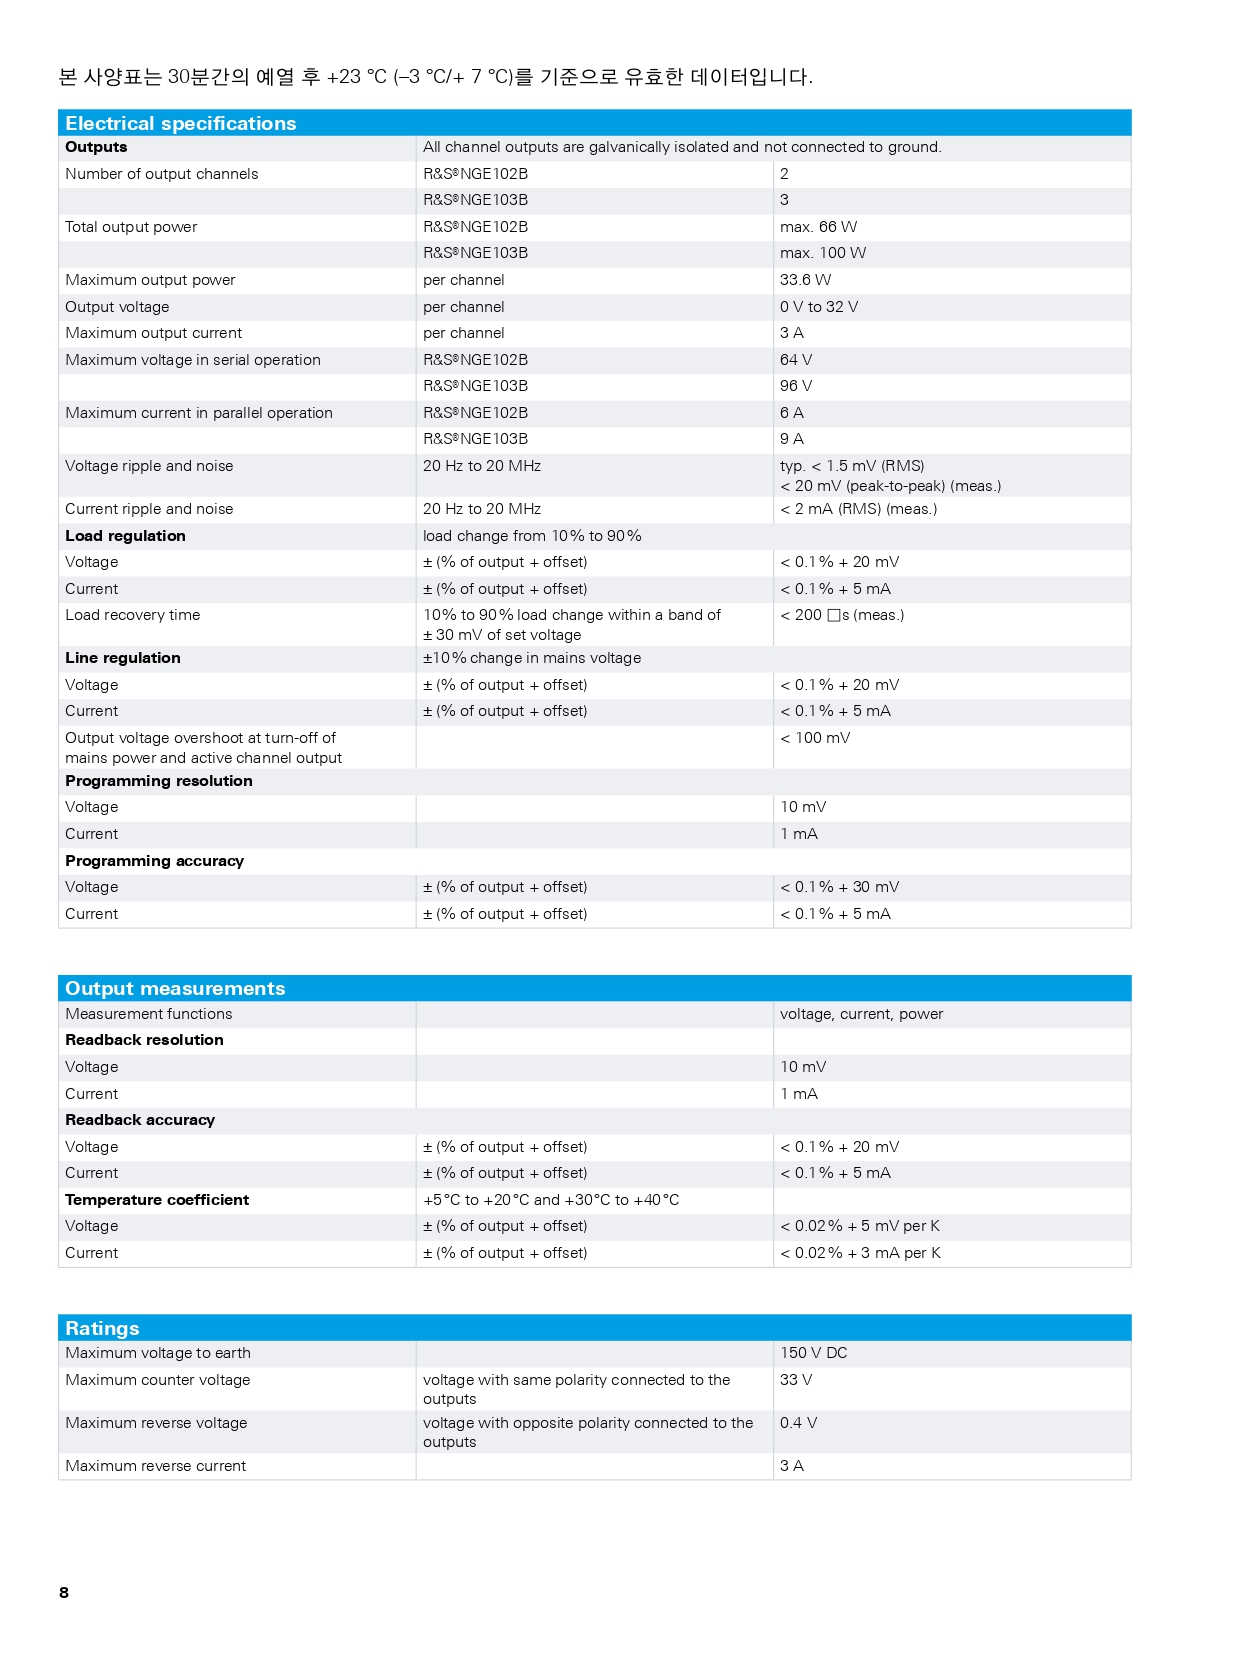 본 사양표는 30분간의 예열 후 +23 °C (–3 °C/+ 7 °C)를 기준으로 유효한 데이터입니다.
Electrical specifications
Outputs All channel outputs are galvanically isolated and not connected to ground.
Number of output channels R&S®NGE102B 2
R&S®NGE103B 3
Total output power R&S®NGE102B max. 66 W
R&S®NGE103B max. 100 W
Maximum output power per channel 33.6 W
Output voltage per channel 0 V to 32 V
Maximum output current per channel 3 A
Maximum voltage in serial operation R&S®NGE102B 64 V
R&S®NGE103B 96 V
Maximum current in parallel operation R&S®NGE102B 6 A
R&S®NGE103B 9 A
Voltage ripple and noise 20 Hz to 20 MHz typ. < 1.5 mV (RMS)
< 20 mV (peak-to-peak) (meas.)
Current ripple and noise 20 Hz to 20 MHz < 2 mA (RMS) (meas.)
Load regulation load change from 10% to 90%
Voltage ± (% of output + offset) < 0.1% + 20 mV
Current ± (% of output + offset) < 0.1% + 5 mA
Load recovery time 10% to 90% load change within a band of < 200 □s (meas.)
± 30 mV of set voltage
Line regulation ±10% change in mains voltage
Voltage ± (% of output + offset) < 0.1% + 20 mV
Current ± (% of output + offset) < 0.1% + 5 mA
Output voltage overshoot at turn-off of < 100 mV
mains power and active channel output
Programming resolution
Voltage 10 mV
Current 1 mA
Programming accuracy
Voltage ± (% of output + offset) < 0.1% + 30 mV
Current ± (% of output + offset) < 0.1% + 5 mA
Output measurements
Measurement functions voltage, current, power
Readback resolution
Voltage 10 mV
Current 1 mA
Readback accuracy
Voltage ± (% of output + offset) < 0.1% + 20 mV
Current ± (% of output + offset) < 0.1% + 5 mA
Temperature coefficient +5°C to +20°C and +30°C to +40°C
Voltage ± (% of output + offset) < 0.02% + 5 mV per K
Current ± (% of output + offset) < 0.02% + 3 mA per K
Ratings
Maximum voltage to earth 150 V DC
Maximum counter voltage voltage with same polarity connected to the 33 V
outputs
Maximum reverse voltage voltage with opposite polarity connected to the 0.4 V
outputs
Maximum reverse current 3 A
8